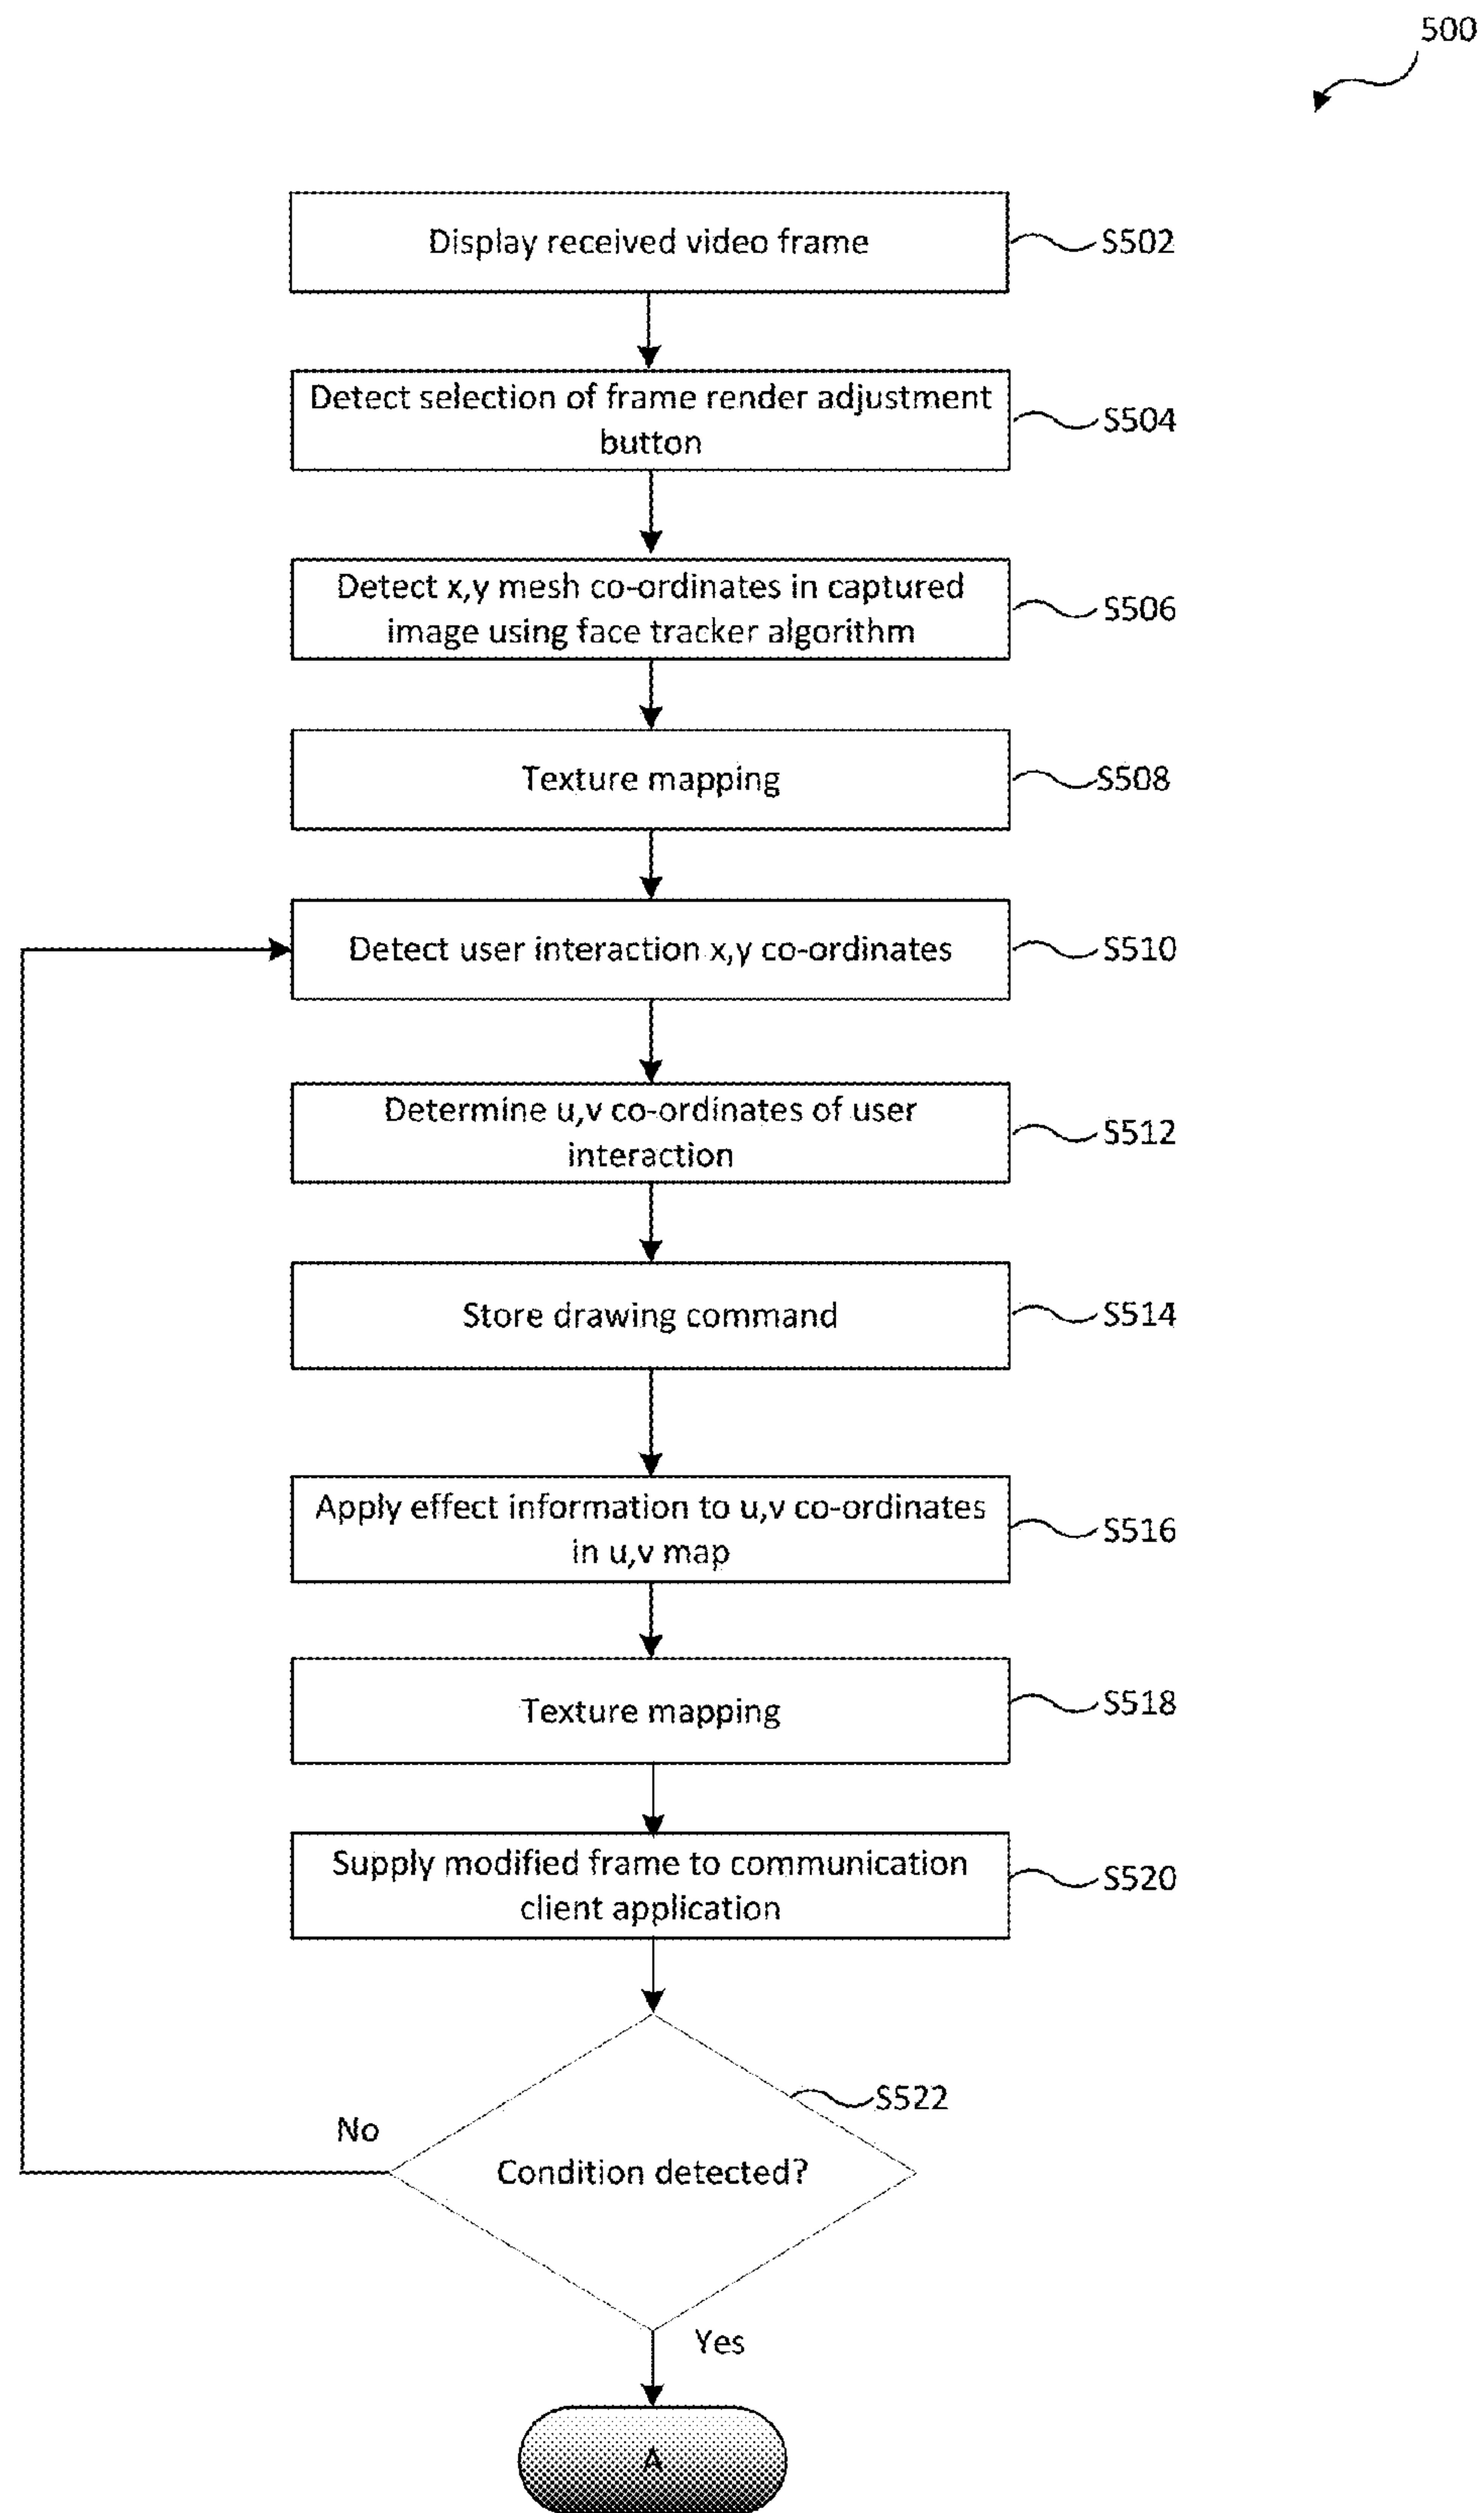 500
Display received video frame
S502
Detect selection of frame render adjustment
button
S504
Detect x,y mesh co-ordinates in captured
image using face tracker algorithm
S506
Texture mapping
S508
Detect user interaction x,y co-ordinates
S510
Determine u,v co-ordinates of user
interaction
S512
Store drawing command
S514
Apply effect information to u,v co-ordinates
in u,v map
S516
Texture mapping
S518
Supply modified frame to communication
client application
S520
S522
No
Condition detected?
Yes
A